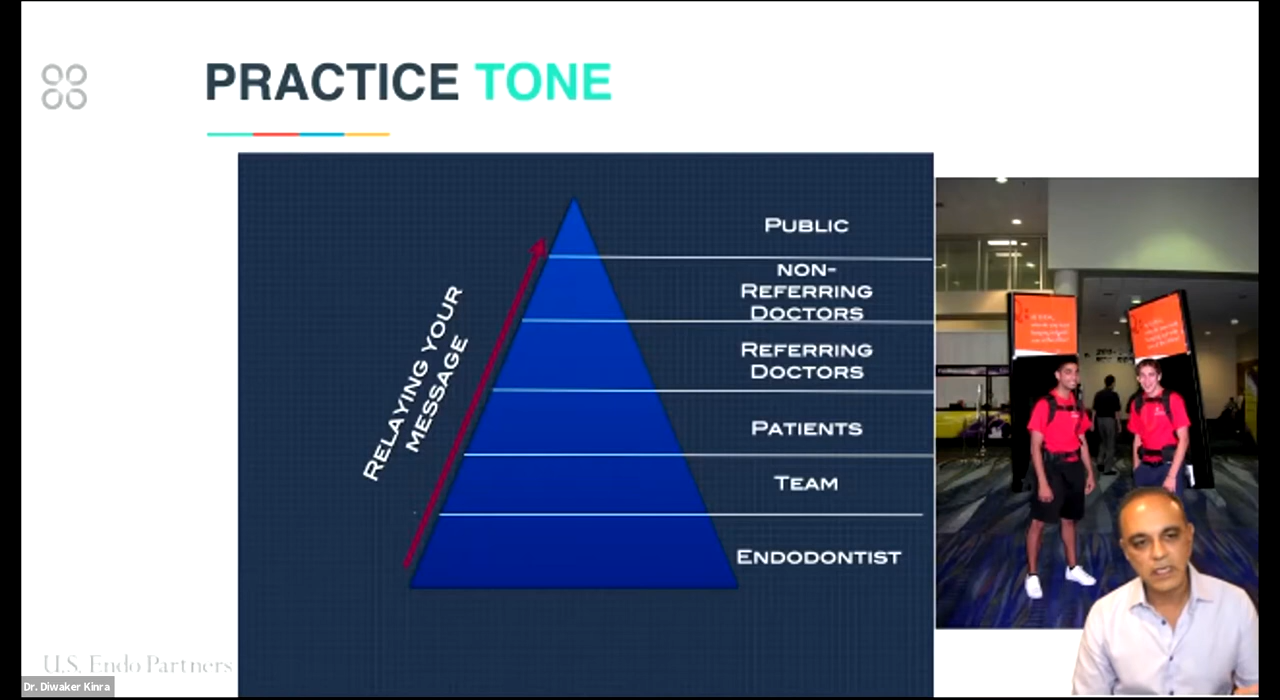 PRACTICE TONE
PUBLIC
NON-
REFERRING
DOCTORS
REFERRING
DOCTORS
PATIENTS
TEAM
ENDODONTIST
RELAYING YOUR
MESSAGE
U.S. Endo Partners
Dr. Diwaker Kinra